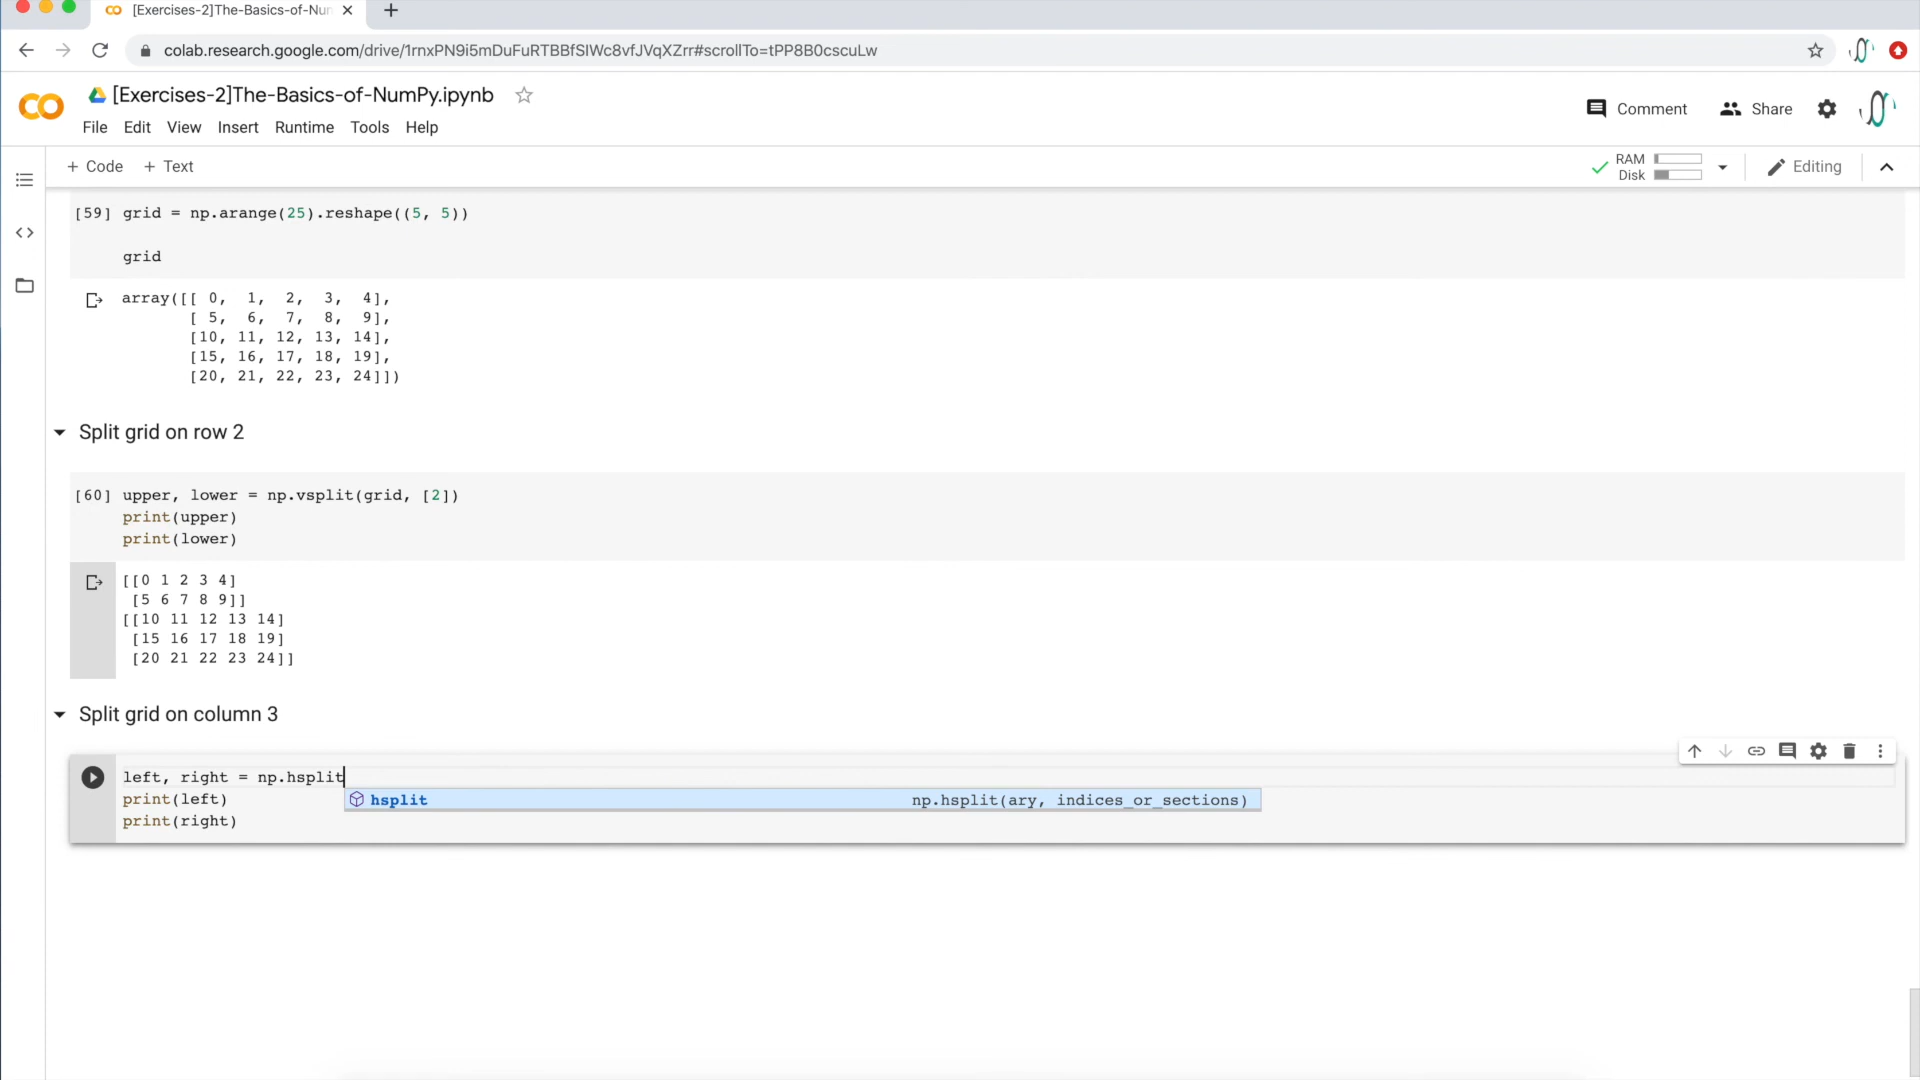 [Exercises-2]The-Basics-of-Nun
colab.research.google.com/drive/1rnxPN9i5mDuFuRTBBfSlWc8vfJVqXZrr#scrollTo=tPP8B0cscuLw
[Exercises-2]The-Basics-of-NumPy.ipynb
File Edit View Insert Runtime Tools Help
Comment Share
+ Code + Text
RAM
Disk
Editing
[59] grid = np.arange(25).reshape((5, 5))
grid
array([[ 0, 1, 2, 3, 4],
[ 5, 6, 7, 8, 9],
[10, 11, 12, 13, 14],
[15, 16, 17, 18, 19],
[20, 21, 22, 23, 24]])
Split grid on row 2
[60] upper, lower = np.vsplit(grid, [2])
print(upper)
print(lower)
[[0 1 2 3 4]
[5 6 7 8 9]]
[[10 11 12 13 14]
[15 16 17 18 19]
[20 21 22 23 24]]
Split grid on column 3
left, right = np.hsplit
print(left)
hsplit np.hsplit(ary, indices_or_sections)
print(right)